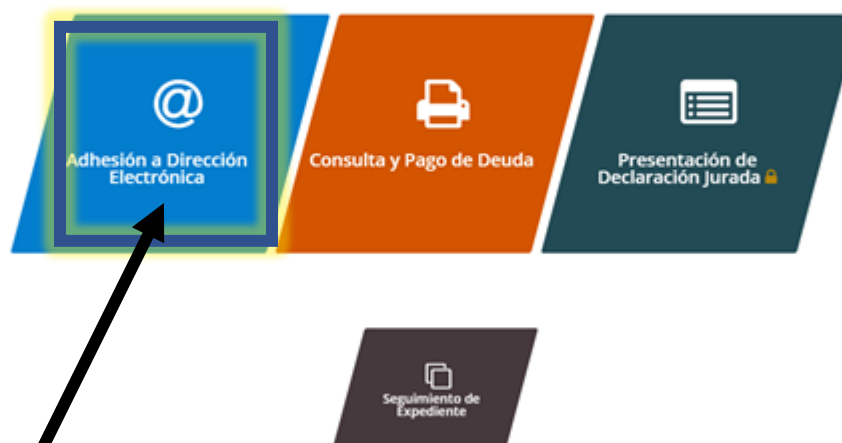 @
Adhesión a Dirección
Electrónica
Consulta y Pago de Deuda
Presentación de
Declaración Jurada
Seguimiento de
Expediente